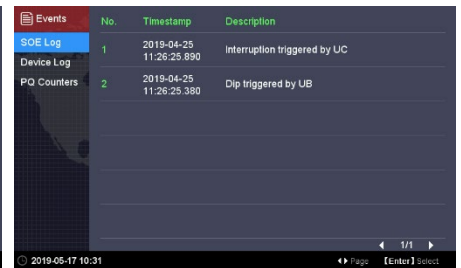 Events
No. Timestamp Description
SOE Log
Device Log
PQ Counters
1 2019-04-25 11:26:25.890 Interruption triggered by UC
2 2019-04-25 11:26:25.380 Dip triggered by UB
1/1
2019-05-17 10:31 Page 【Enter】Select